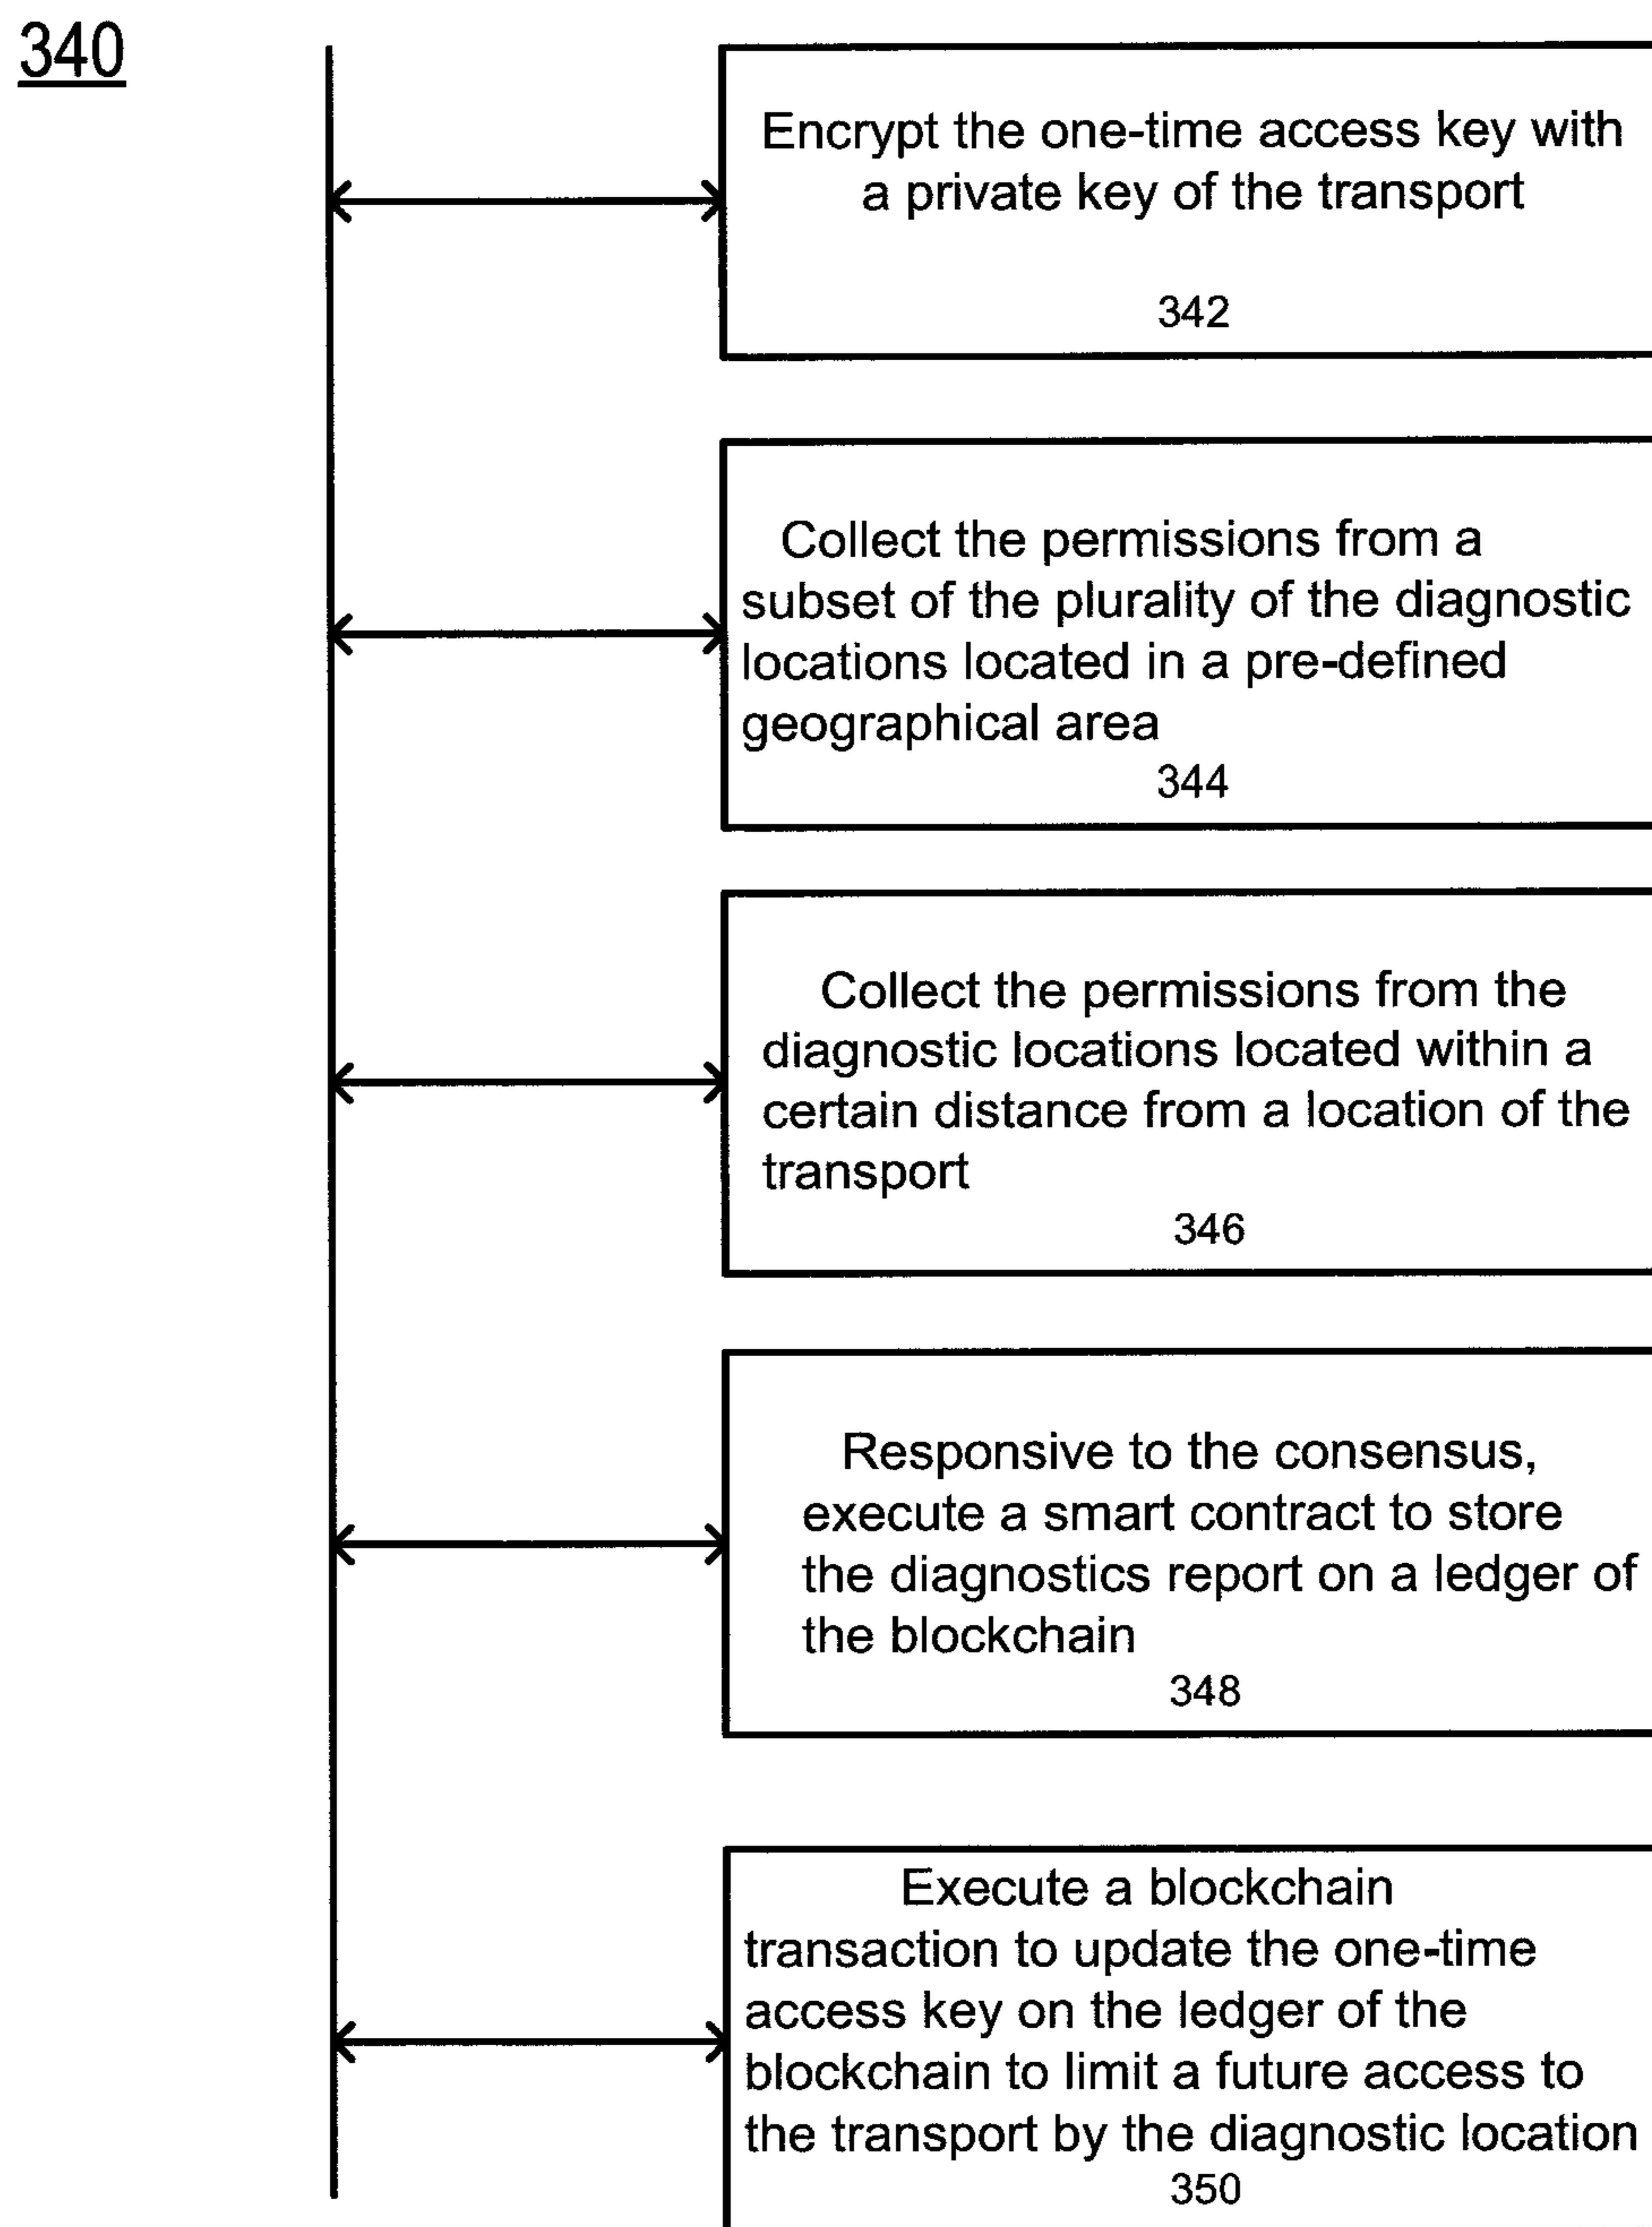 340
Encrypt the one-time access key with
a private key of the transport
342
Collect the permissions from a
subset of the plurality of the diagnostic
locations located in a pre-defined
geographical area
344
Collect the permissions from the
diagnostic locations located within a
certain distance from a location of the
transport
346
Responsive to the consensus,
execute a smart contract to store
the diagnostics report on a ledger of
the blockchain
348
Execute a blockchain
transaction to update the one-time
access key on the ledger of the
blockchain to limit a future access to
the transport by the diagnostic location
350